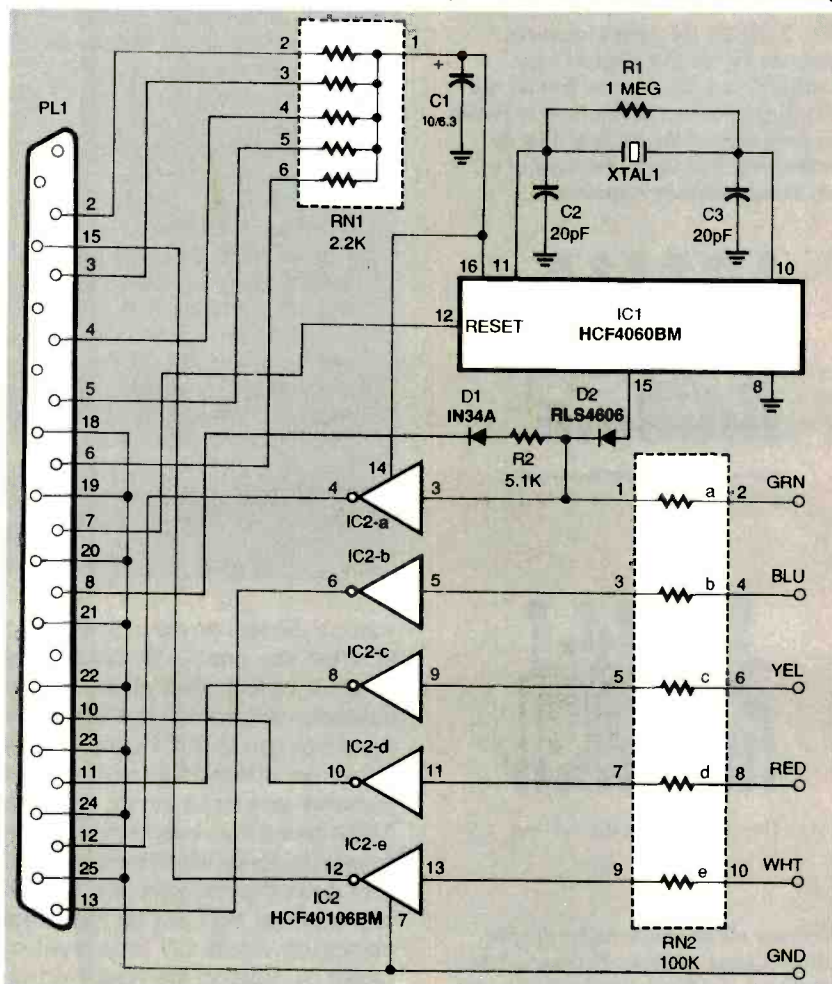 PL1
2
15
3
4
5
18
6
19
7
20
8
21
22
10
23
11
24
12
25
13
2
3
4
5
6
1
RN1
2.2K
+
C1
10/6.3
R1
1 MEG
XTAL1
C2
20pF
C3
20pF
16
11
10
12
RESET
IC1
HCF4060BM
15
8
D1
IN34A
R2
5.1K
D2
RLS4606
14
4
3
IC2-a
1
a
2
GRN
IC2-b
6
5
3
b
4
BLU
IC2-c
8
9
5
c
6
YEL
IC2-d
10
11
7
d
8
RED
IC2-e
12
13
9
e
10
WHT
IC2
HCF40106BM
7
RN2
100K
GND